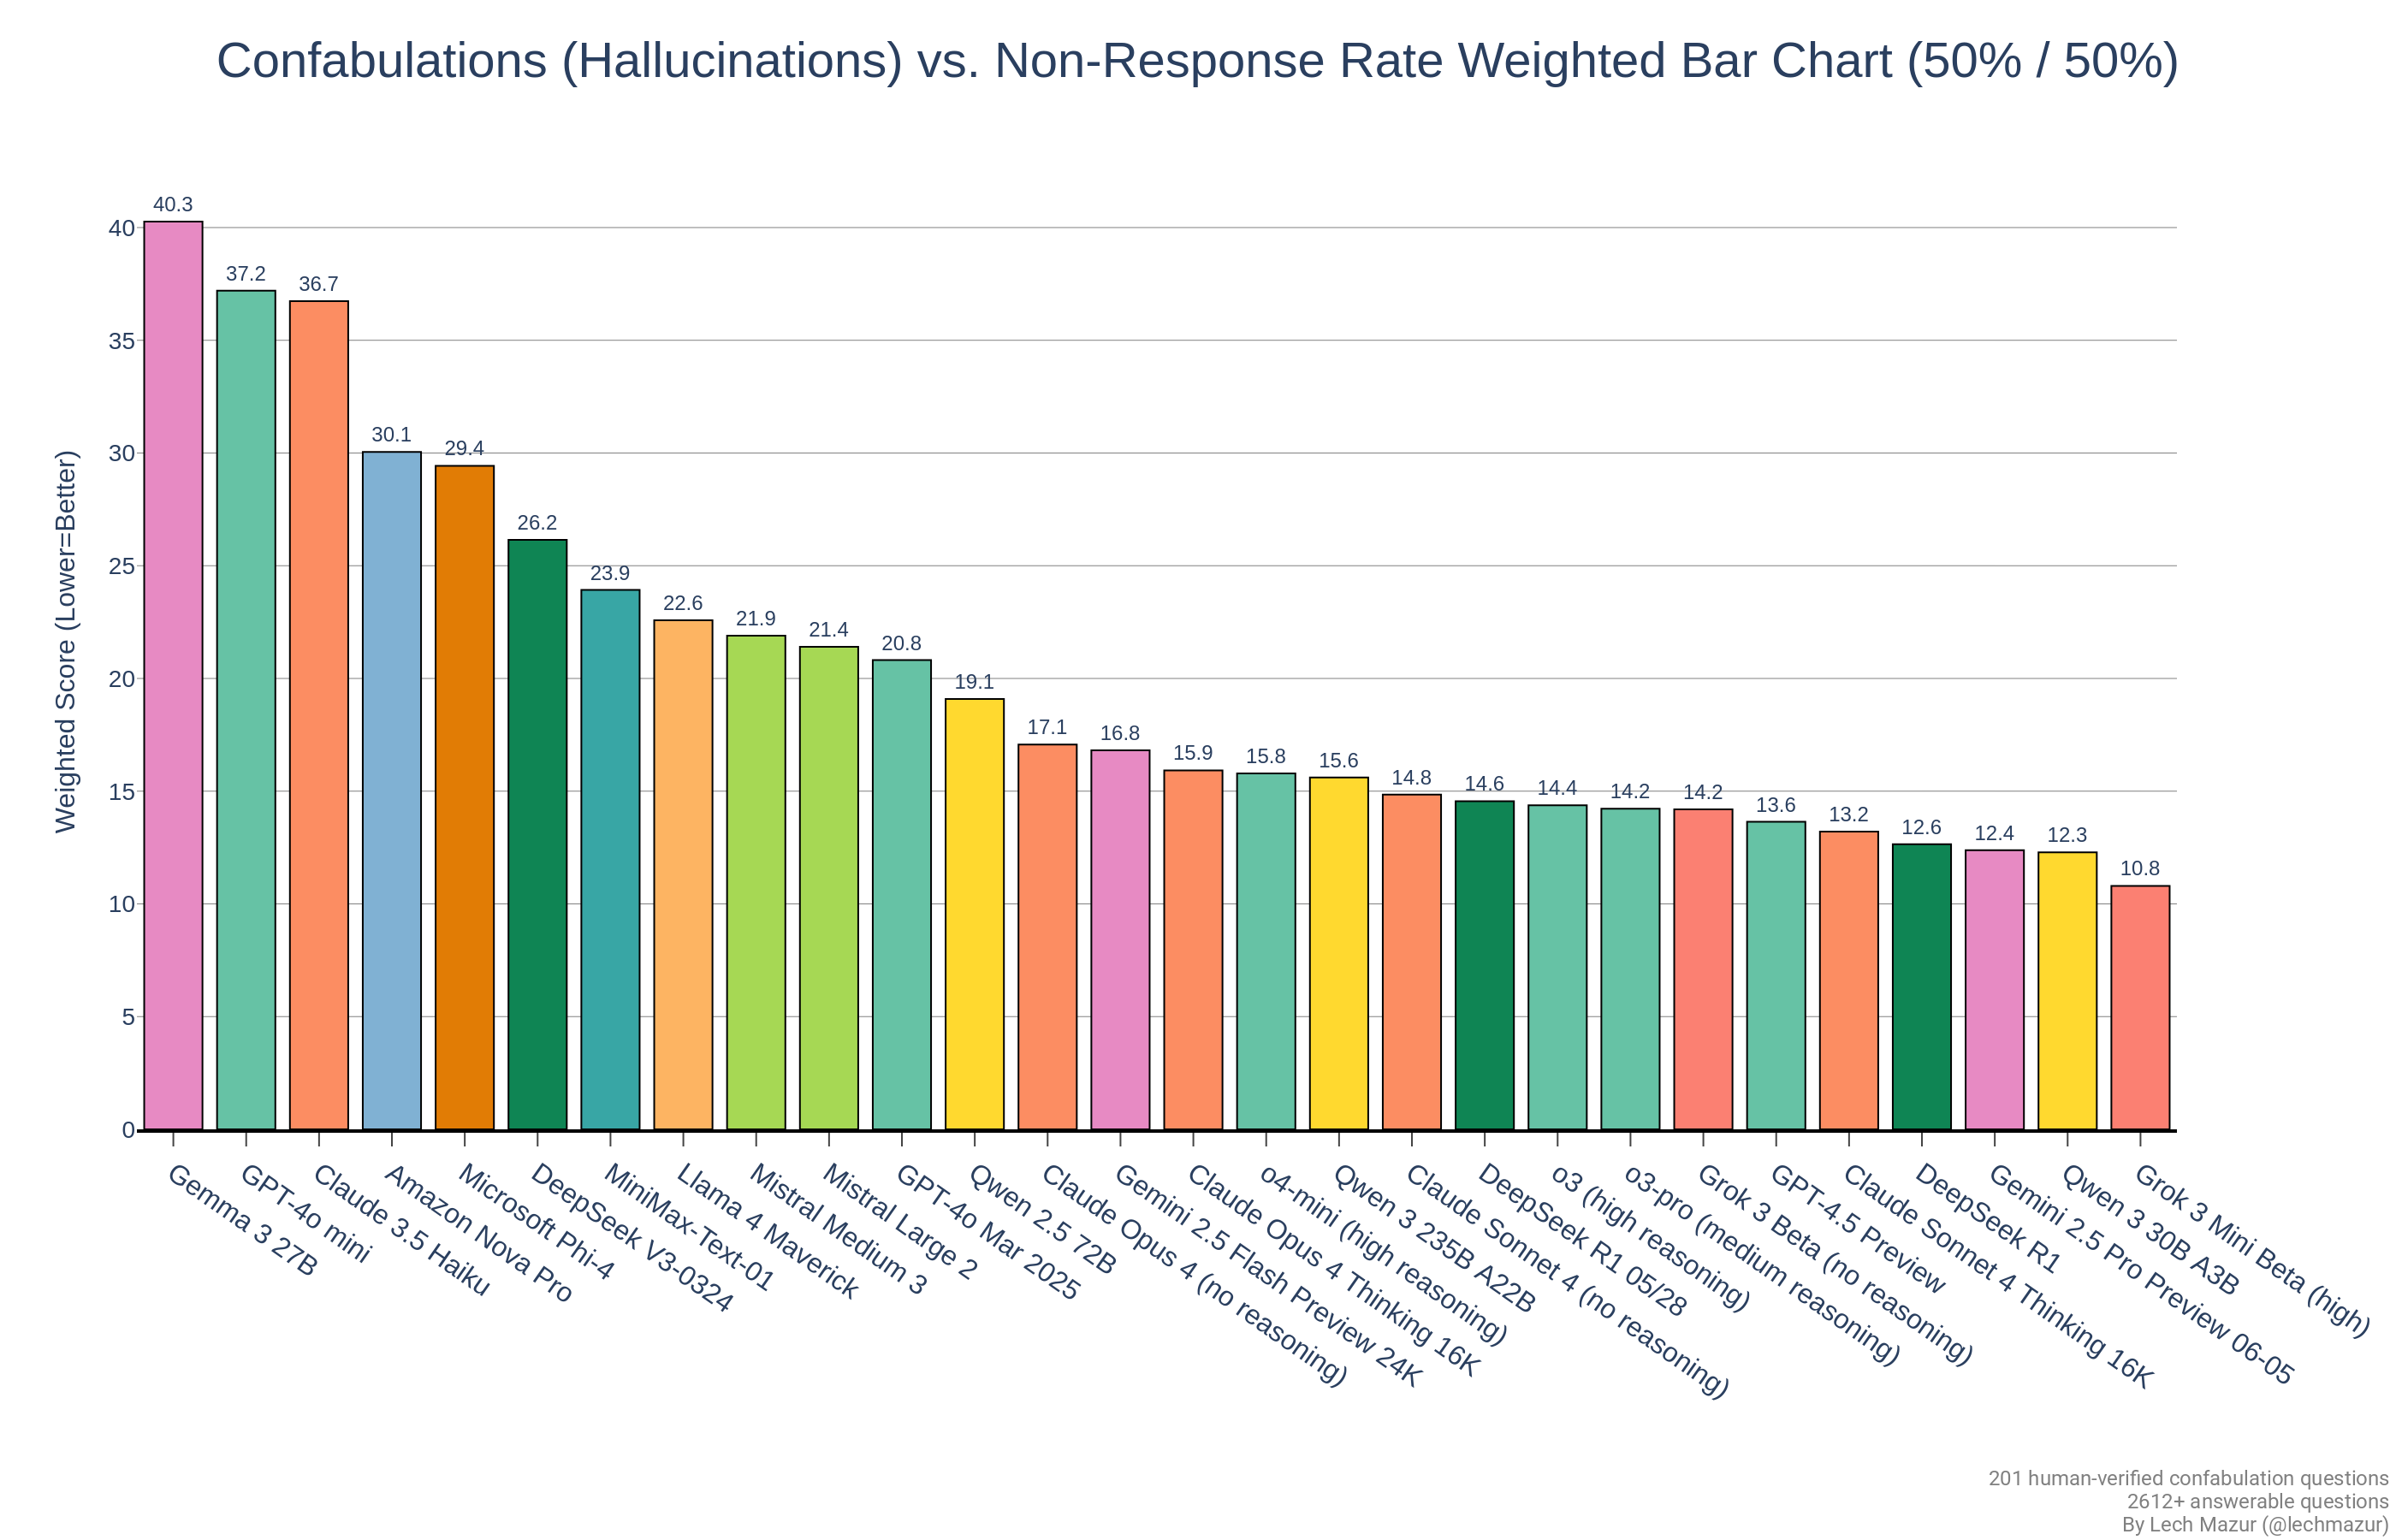 Confabulations (Hallucinations) vs. Non-Response Rate Weighted Bar Chart (50% / 50%)
Weighted Score (Lower=Better)
40
35
30
25
20
15
10
5
0
40.3
37.2
36.7
30.1
29.4
26.2
23.9
22.6
21.9
21.4
20.8
19.1
17.1
16.8
15.9
15.8
15.6
14.8
14.6
14.4
14.2
14.2
13.6
13.2
12.6
12.4
12.3
10.8
Gemma 3 27B
GPT-4o mini
Claude 3.5 Haiku
Amazon Nova Pro
Microsoft Phi-4
DeepSeek V3-0324
MiniMax-Text-01
Llama 4 Maverick
Mistral Medium 3
Mistral Large 2
GPT-4o Mar 2025
Qwen 2.5 72B
Claude Opus 4 (no reasoning)
Gemini 2.5 Flash Preview 24K
Claude Opus 4 Thinking 16K
o4-mini (high reasoning)
Qwen 3 235B A22B
Claude Sonnet 4 (no reasoning)
DeepSeek R1 05/28
o3 (high reasoning)
o3-pro (medium reasoning)
Grok 3 Beta (no reasoning)
GPT-4.5 Preview
Claude Sonnet 4 Thinking 16K
DeepSeek R1
Gemini 2.5 Pro Preview 06-05
Qwen 3 30B A3B
Grok 3 Mini Beta (high)
201 human-verified confabulation questions
2612+ answerable questions
By Lech Mazur (@lechmazur)